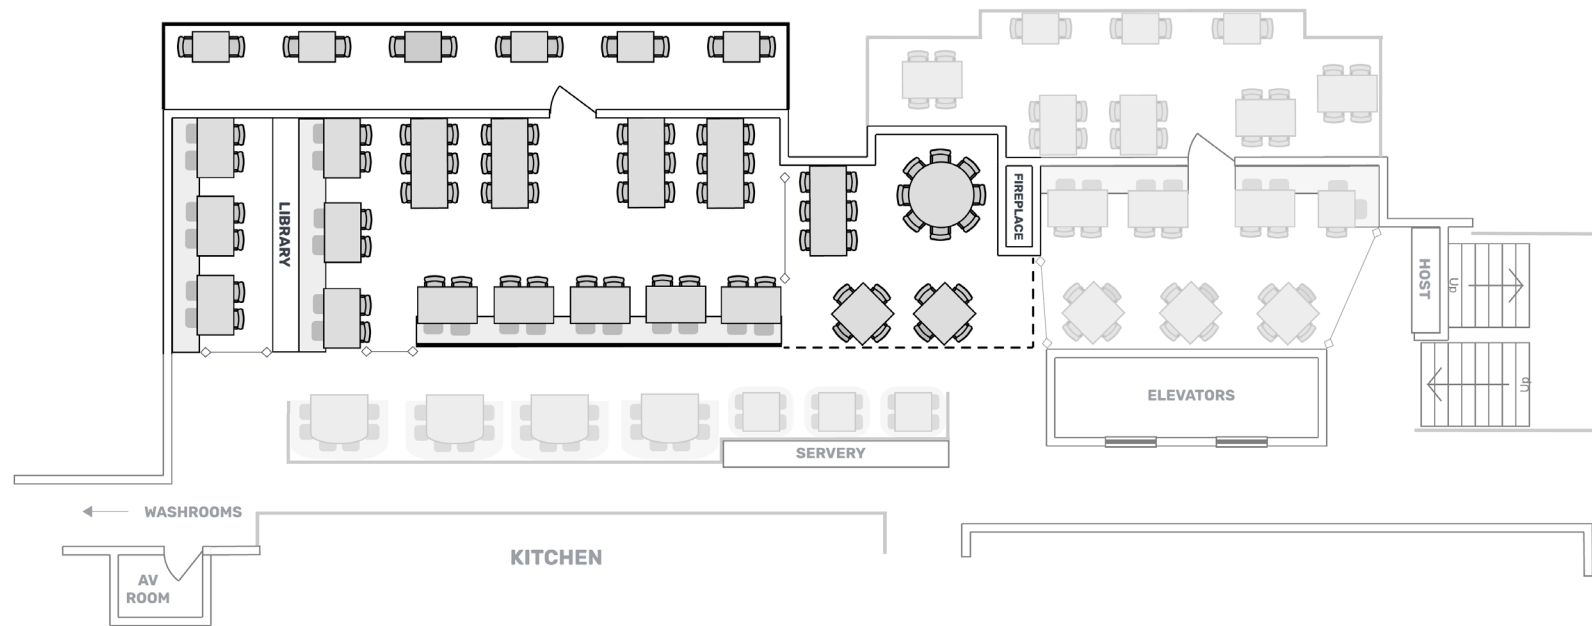 LIBRARY
FIREPLACE
HOST
Up
Up
ELEVATORS
SERVERY
WASHROOMS
KITCHEN
AV
ROOM